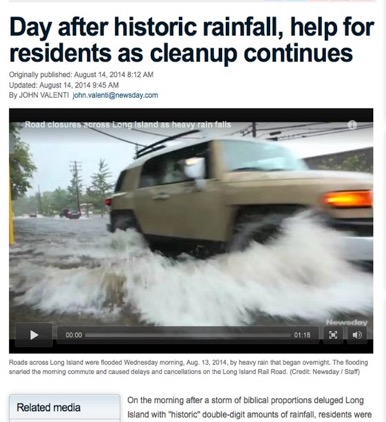 Day after historic rainfall, help for
residents as cleanup continues
Originally published: August 14, 2014 8:12 AM
Updated: August 14, 2014 9:45 AM
By JOHN VALENTI john.valenti@newsday.com
Road closures across Long Island as heavy rain falls
Newsday
00:00
01:15
Roads across Long Island were flooded Wednesday morning, Aug. 13, 2014, by heavy rain that began overnight. The flooding
snarled the morning commute and caused delays and cancellations on the Long Island Rail Road. (Credit: Newsday / Staff)
Related media
On the morning after a storm of biblical proportions deluged Long
Island with "historic" double-digit amounts of rainfall, residents were